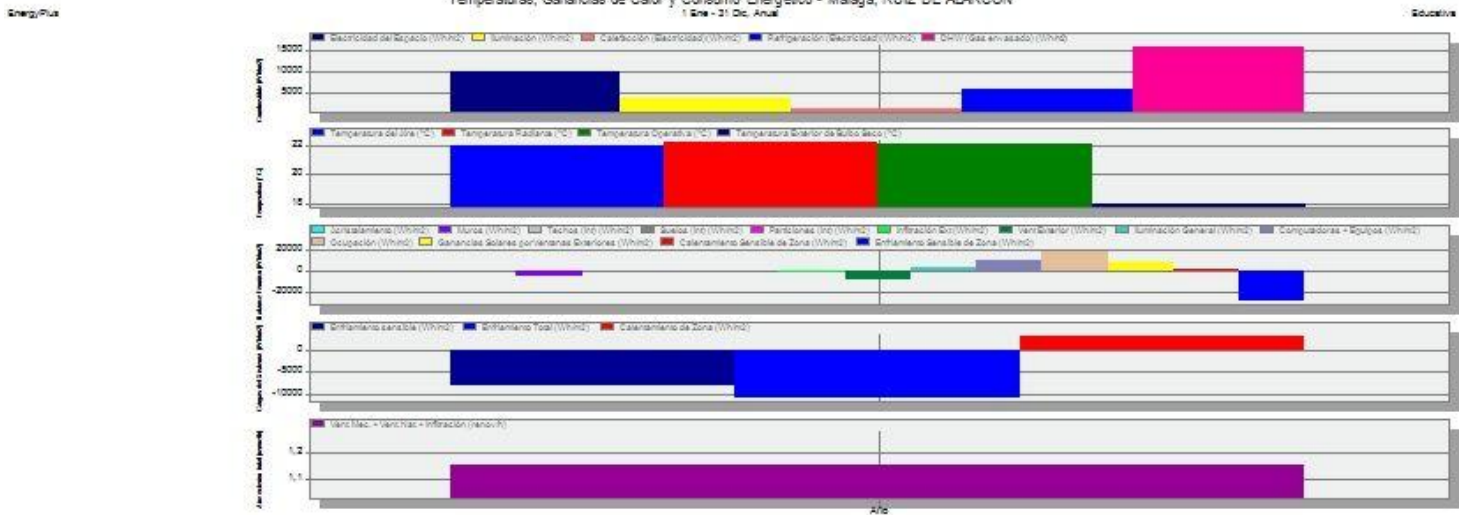 Temperaturas, Ganancias de Calor y Consumo Energético - Málaga, RUIZ DE ALARCON
EnergyPlus
1 Ene - 31 Dic, Anual
Educativa
Electricidad del Espacio (Wh/m2) Iluminación (Wh/m2) Calefacción (Electricidad) (Wh/m2) Refrigeración (Electricidad) (Wh/m2) DHW (Gas envasado) (Wh/m2)
15000
10000
5000
Temperatura del Aire (°C) Temperatura Radiante (°C) Temperatura Operativa (°C) Temperatura Exterior de Bulbo Seco (°C)
22
20
18
Temperatura (°C)
Acristalamiento (Wh/m2) Muros (Wh/m2) Techos (Int) (Wh/m2) Suelos (Int) (Wh/m2) Particiones (Int) (Wh/m2) Infiltración Ext (Wh/m2) Vent Exterior (Wh/m2) Iluminación General (Wh/m2) Computadoras + Equipos (Wh/m2)
Ocupación (Wh/m2) Ganancias Solares por Ventanas Exteriores (Wh/m2) Calentamiento Sensible de Zona (Wh/m2) Enfriamiento Sensible de Zona (Wh/m2)
20000
0
-20000
Enfriamiento sensible (Wh/m2) Enfriamiento Total (Wh/m2) Calentamiento de Zona (Wh/m2)
0
-5000
-10000
Vent Mec. + Vent Nat + Infiltración (renov/h)
1,2
1,1
Año